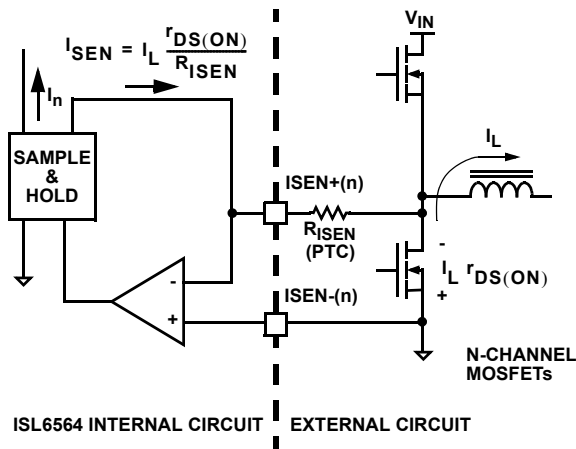 I_SEN = I_L r_DS(ON) / R_ISEN
V_IN
I_n
I_L
SAMPLE
&
HOLD
ISEN+(n)
R_ISEN
(PTC)
-
I_L r_DS(ON)
+
-
+
ISEN-(n)
N-CHANNEL
MOSFETs
ISL6564 INTERNAL CIRCUIT
EXTERNAL CIRCUIT